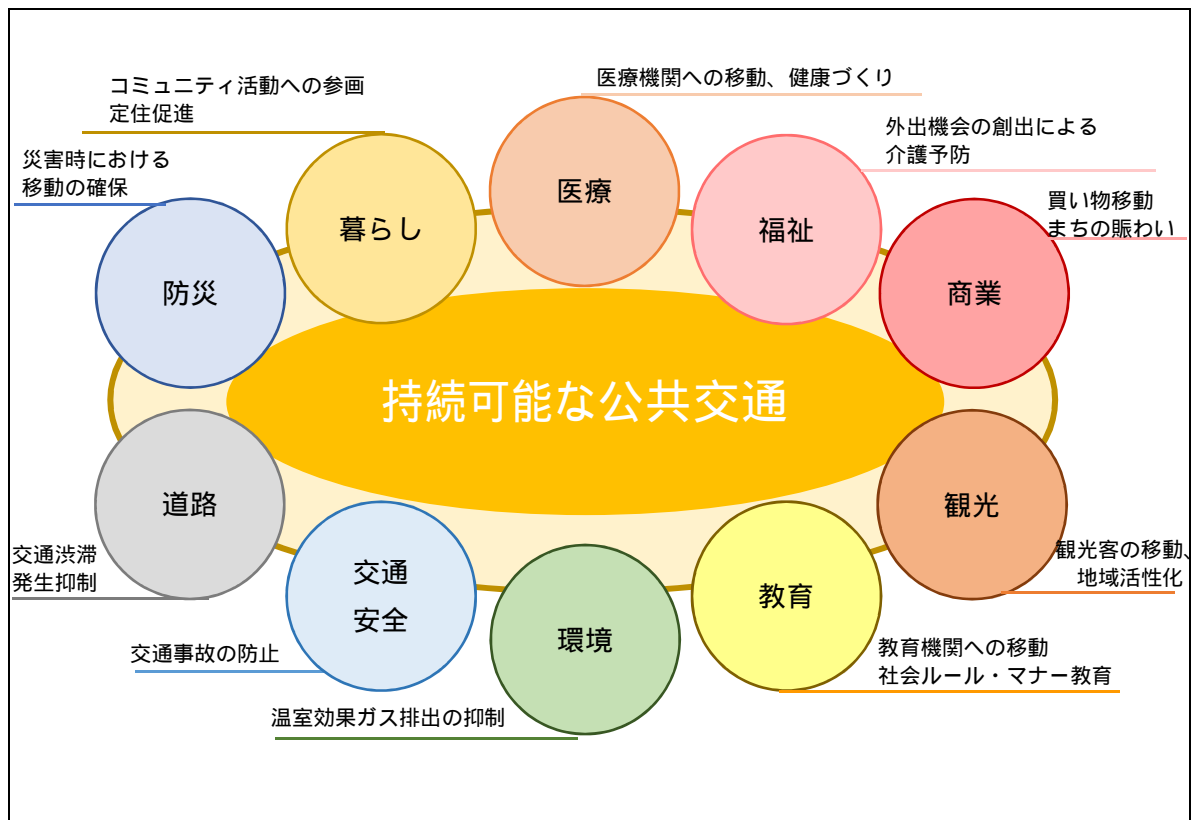 医療機関への移動、健康づくり
コミュニティ活動への参画
定住促進
外出機会の創出による
介護予防
災害時における
移動の確保
買い物移動
まちの賑わい
医療
暮らし
福祉
防災
商業
持続可能な公共交通
道路
観光
交通渋滞
発生抑制
観光客の移動、
地域活性化
交通
安全
教育
環境
交通事故の防止
教育機関への移動
社会ルール・マナー教育
温室効果ガス排出の抑制